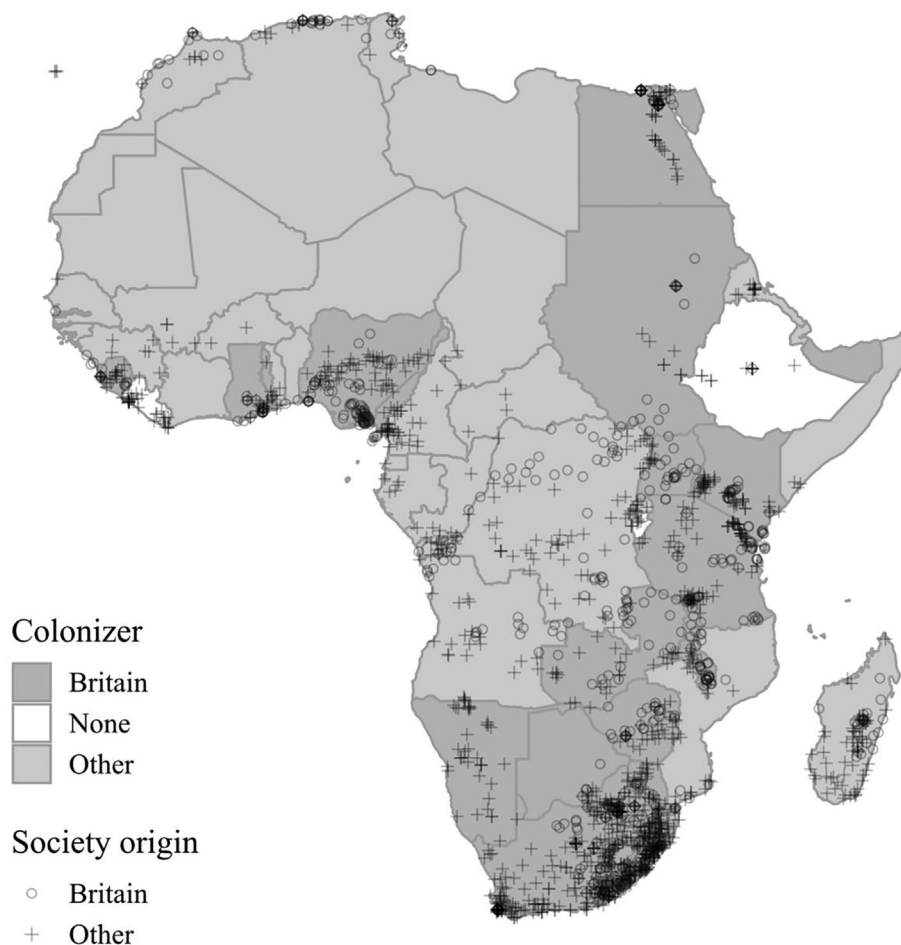 Colonizer
Britain
None
Other
Society origin
Britain
Other